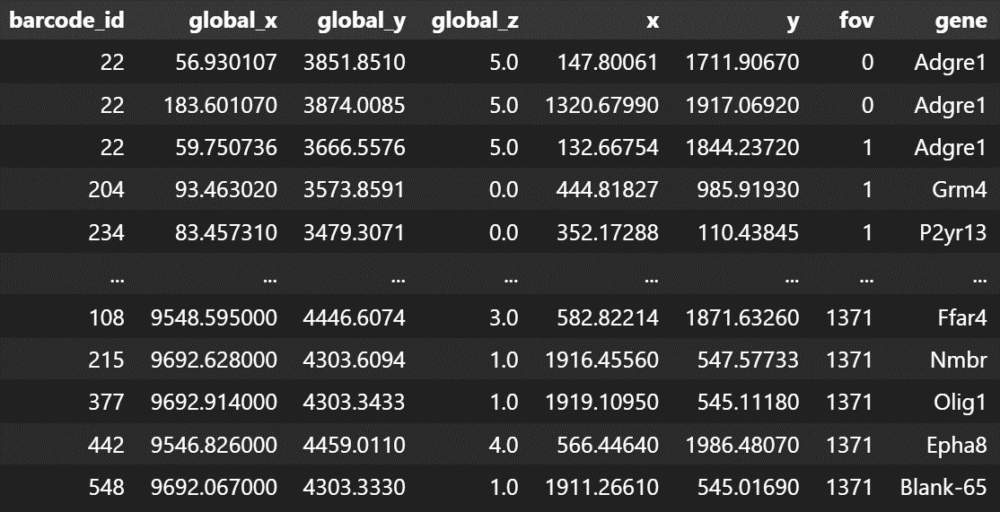 barcode_id global_x global_y global_z x y fov gene
22 56.930107 3851.8510 5.0 147.80061 1711.90670 0 Adgre1
22 183.601070 3874.0085 5.0 1320.67990 1917.06920 0 Adgre1
22 59.750736 3666.5576 5.0 132.66754 1844.23720 1 Adgre1
204 93.463020 3573.8591 0.0 444.81827 985.91930 1 Grm4
234 83.457310 3479.3071 0.0 352.17288 110.43845 1 P2yr13
... ... ... ... ... ... ... ...
108 9548.595000 4446.6074 3.0 582.82214 1871.63260 1371 Ffar4
215 9692.628000 4303.6094 1.0 1916.45560 547.57733 1371 Nmbr
377 9692.914000 4303.3433 1.0 1919.10950 545.11180 1371 Olig1
442 9546.826000 4459.0110 4.0 566.44640 1986.48070 1371 Epha8
548 9692.067000 4303.3330 1.0 1911.26610 545.01690 1371 Blank-65